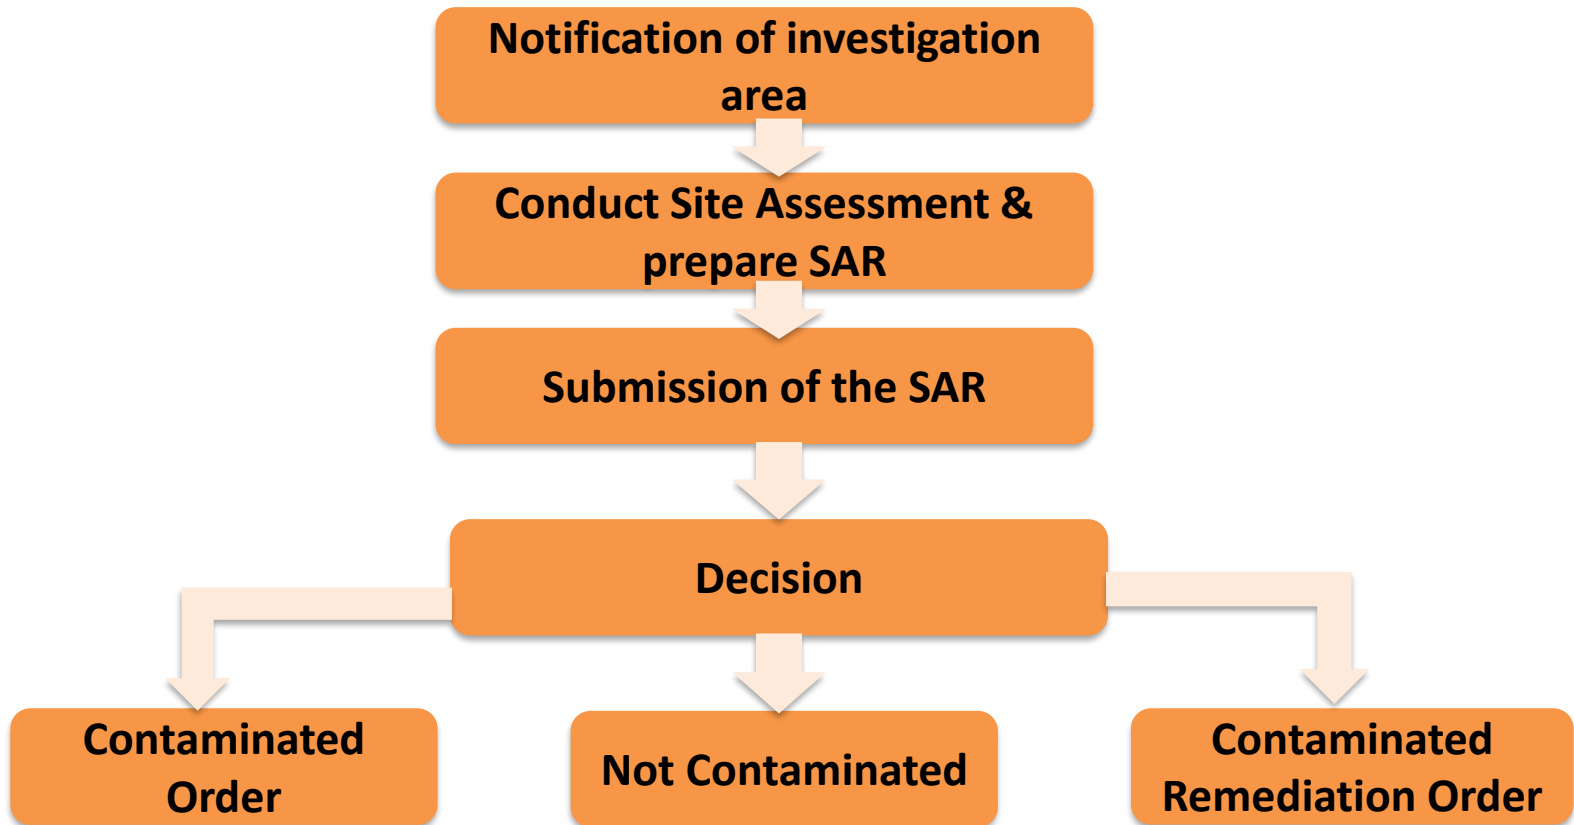 Notification of investigation
area
Conduct Site Assessment &
prepare SAR
Submission of the SAR
Decision
Contaminated
Order
Not Contaminated
Contaminated
Remediation Order